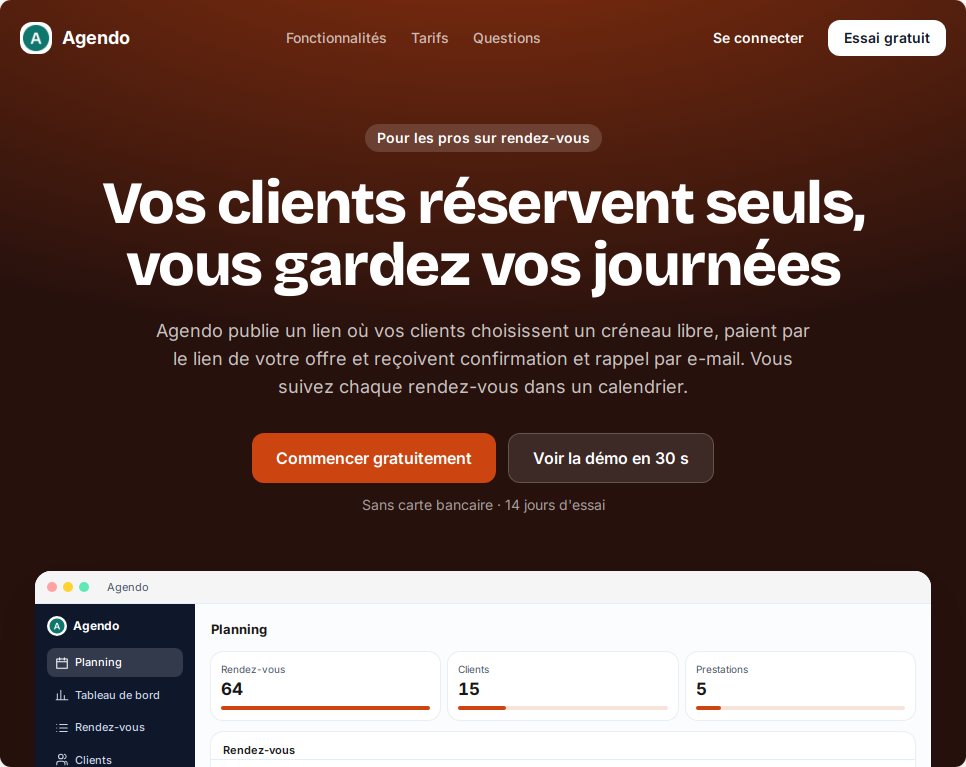 A Agendo
Fonctionnalités Tarifs Questions
Se connecter
Essai gratuit
Pour les pros sur rendez-vous
Vos clients réservent seuls,
vous gardez vos journées
Agendo publie un lien où vos clients choisissent un créneau libre, paient par
le lien de votre offre et reçoivent confirmation et rappel par e-mail. Vous
suivez chaque rendez-vous dans un calendrier.
Commencer gratuitement
Voir la démo en 30 s
Sans carte bancaire · 14 jours d'essai
Agendo
A Agendo
Planning
Tableau de bord
Rendez-vous
Clients
Planning
Rendez-vous
64
Clients
15
Prestations
5
Rendez-vous